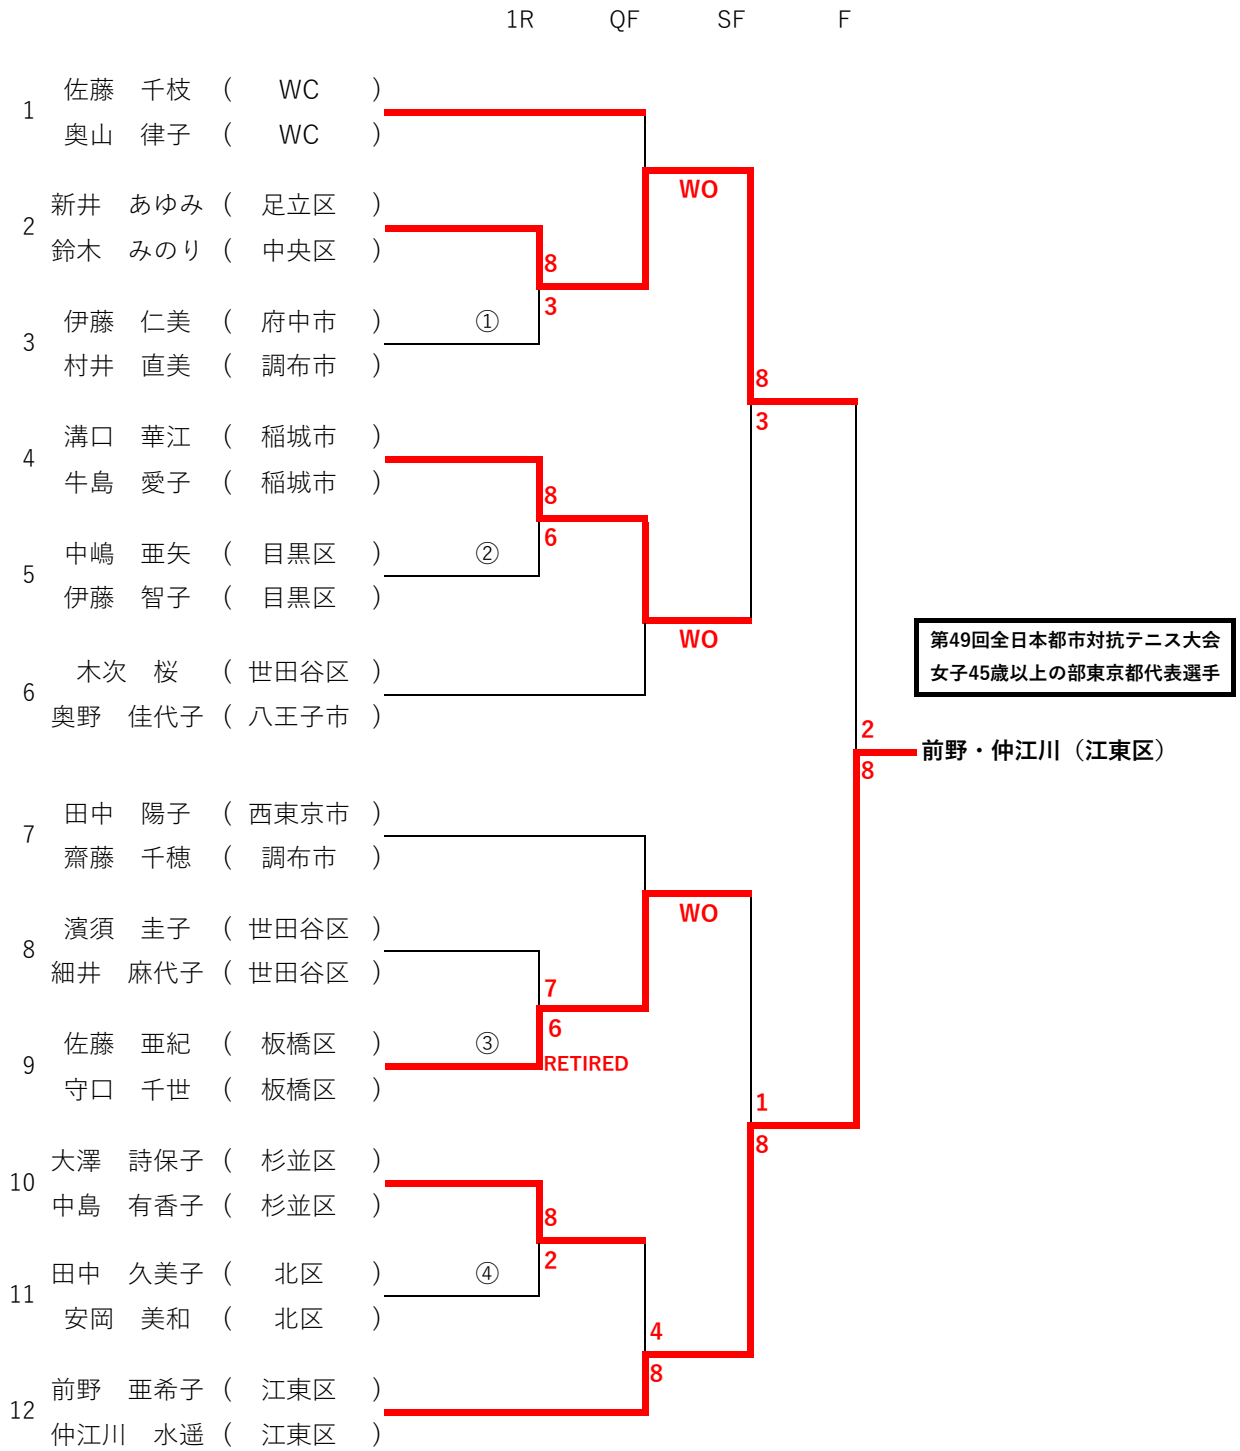 1R QF SF F
1 佐藤 千枝 ( WC )
奥山 律子 ( WC )
WO
2 新井 あゆみ ( 足立区 )
鈴木 みのり ( 中央区 )
8
3
3 伊藤 仁美 ( 府中市 ) ①
村井 直美 ( 調布市 )
8
3
4 溝口 華江 ( 稲城市 )
牛島 愛子 ( 稲城市 )
8
6
5 中嶋 亜矢 ( 目黒区 ) ②
伊藤 智子 ( 目黒区 )
WO
6 木次 桜 ( 世田谷区 )
奥野 佳代子 ( 八王子市 )
第49回全日本都市対抗テニス大会
女子45歳以上の部東京都代表選手
2
8
前野・仲江川（江東区）
7 田中 陽子 ( 西東京市 )
齋藤 千穂 ( 調布市 )
WO
8 濱須 圭子 ( 世田谷区 )
細井 麻代子 ( 世田谷区 )
7
6
RETIRED
9 佐藤 亜紀 ( 板橋区 ) ③
守口 千世 ( 板橋区 )
1
8
10 大澤 詩保子 ( 杉並区 )
中島 有香子 ( 杉並区 )
8
2
11 田中 久美子 ( 北区 ) ④
安岡 美和 ( 北区 )
4
8
12 前野 亜希子 ( 江東区 )
仲江川 水遥 ( 江東区 )